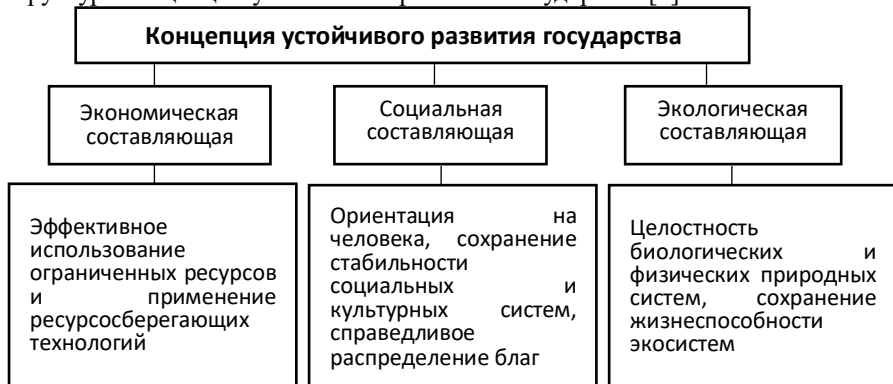 Концепция устойчивого развития государства
Экономическая
составляющая
Социальная
составляющая
Экологическая
составляющая
Эффективное
использование
ограниченных ресурсов
и применение
ресурсосберегающих
технологий
Ориентация на
человека, сохранение
стабильности
социальных и
культурных систем,
справедливое
распределение благ
Целостность
биологических и
физических природных
систем, сохранение
жизнеспособности
экосистем